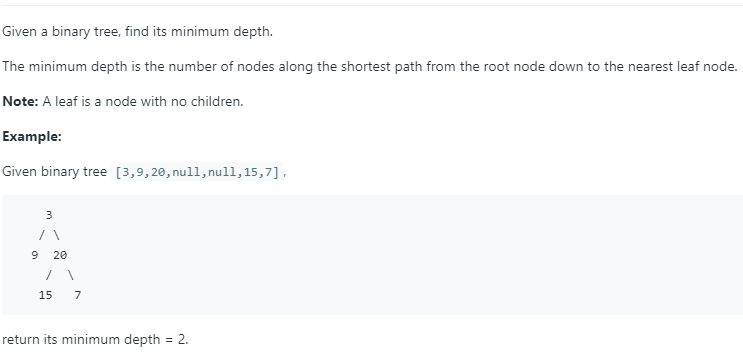 Given a binary tree, find its minimum depth.
The minimum depth is the number of nodes along the shortest path from the root node down to the nearest leaf node.
Note: A leaf is a node with no children.
Example:
Given binary tree [3,9,20,null,null,15,7],
    3
   / \
  9  20
    /  \
   15   7
return its minimum depth = 2.